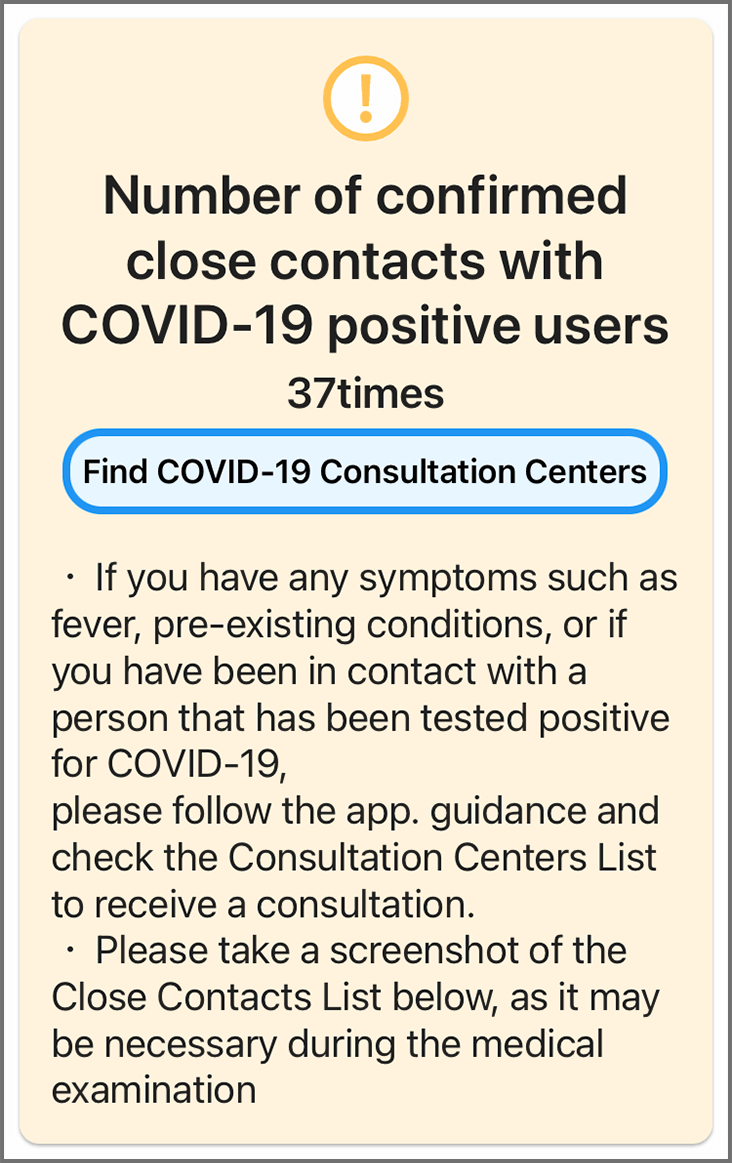 !
Number of confirmed
close contacts with
COVID-19 positive users
37times
Find COVID-19 Consultation Centers
・ If you have any symptoms such as
fever, pre-existing conditions, or if
you have been in contact with a
person that has been tested positive
for COVID-19,
please follow the app. guidance and
check the Consultation Centers List
to receive a consultation.
・ Please take a screenshot of the
Close Contacts List below, as it may
be necessary during the medical
examination